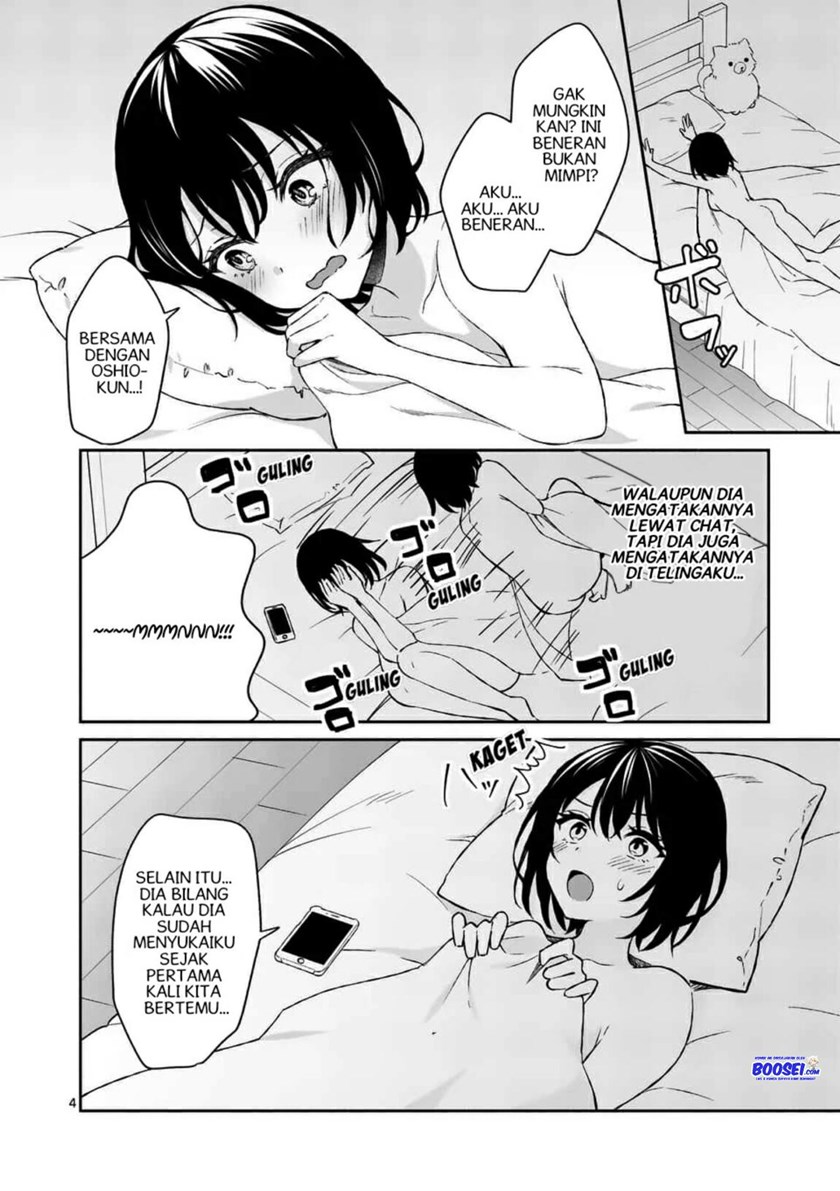 GAK
MUNGKIN
KAN? INI
BENERAN
BUKAN
MIMPI?
AKU...
AKU... AKU
BENERAN...
ボ
フッ
BERSAMA
DENGAN
OSHIO-
KUN...!
ゴロ
GULING
ゴロ
GULING
WALAUPUN DIA
MENGATAKANNYA
LEWAT CHAT,
TAPI DIA JUGA
MENGATAKANNYA
DI TELINGAKU...
~~~~MMMNNN!!!
ゴロ
GULING
ゴロ
GULING
KAGET-
SELAIN ITU...
DIA BILANG
KALAU DIA
SUDAH
MENYUKAIKU
SEJAK
PERTAMA
KALI KITA
BERTEMU...
BOOSEI.COM
4